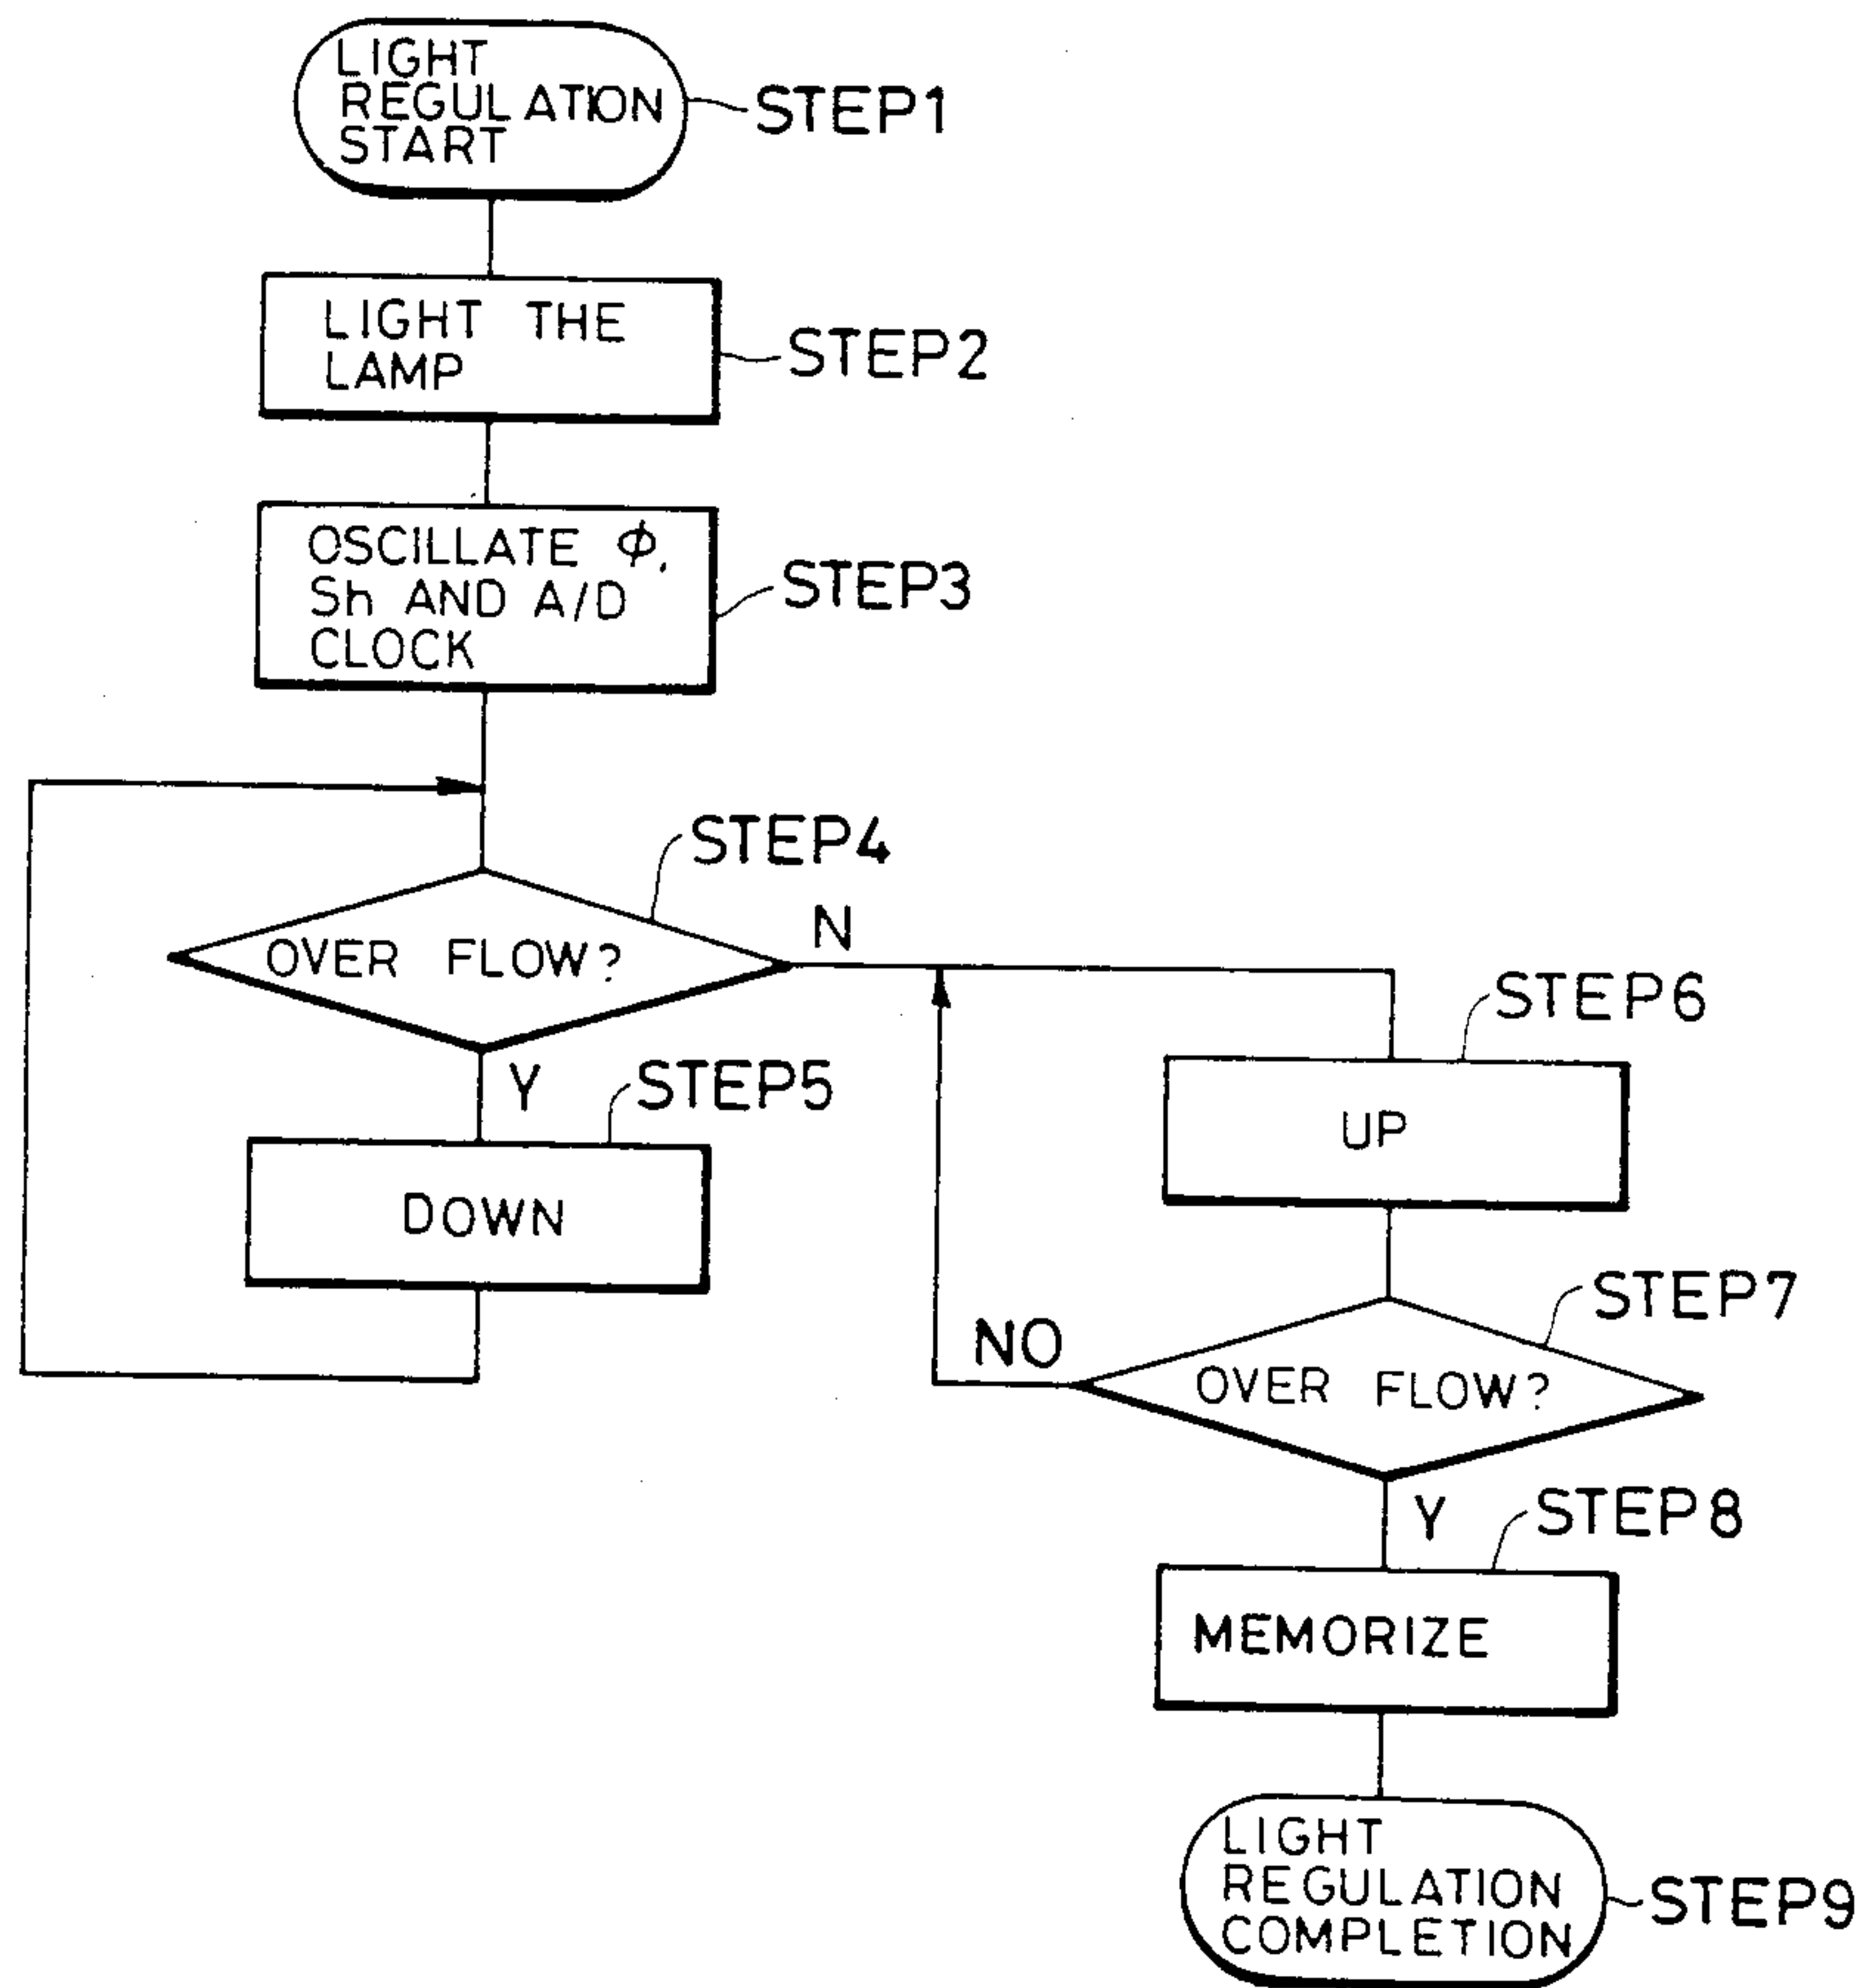 LIGHT
REGULATION
START
STEP1
LIGHT THE
LAMP
STEP2
OSCILLATE Φ,
Sh AND A/D
CLOCK
STEP3
STEP4
OVER FLOW?
N
Y
STEP5
DOWN
STEP6
UP
STEP7
OVER FLOW?
NO
Y
STEP8
MEMORIZE
LIGHT
REGULATION
COMPLETION
STEP9